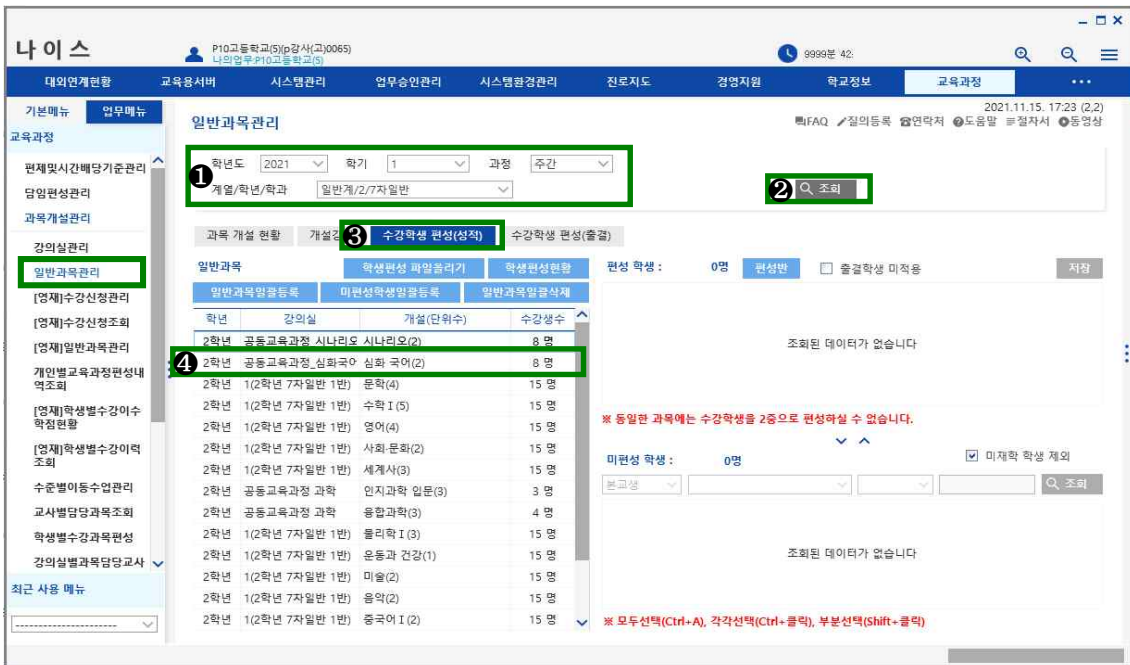 나이스
P10고등학교(5)(p강사(고)0065)
나의업무:P10고등학교(5)
9999분 42:
대외연계현황 교육용서버 시스템관리 업무승인관리 시스템환경관리 진로지도 경영지원 학교정보 교육과정 •••
기본메뉴 업무메뉴
교육과정
편제및시간배당기준관리
담임편성관리
과목개설관리
강의실관리
일반과목관리
[영재]수강신청관리
[영재]수강신청조회
[영재]일반과목관리
개인별교육과정편성내
역조회
[영재]학생별수강이수
학점현황
[영재]학생별수강이력
조회
수준별이동수업관리
교사별담당과목조회
학생별수강과목편성
강의실별과목담당교사
최근 사용 메뉴
----------------------
2021.11.15. 17:23 (2,2)
일반과목관리
FAQ 질의등록 연락처 도움말 절차서 동영상
❶ 학년도 2021 학기 1 과정 주간
계열/학년/학과 일반계/2/7자일반
❷ 조회
과목 개설 현황 개설강 ❸ 수강학생 편성(성적) 수강학생 편성(출결)
일반과목 학생편성 파일올리기 학생편성현황
일반과목일괄등록 미편성학생일괄등록 일반과목일괄삭제
학년 강의실 개설(단위수) 수강생수
2학년 공동교육과정 시나리오 시나리오(2) 8 명
❹ 2학년 공동교육과정_심화국어 심화 국어(2) 8 명
2학년 1(2학년 7자일반 1반) 문학(4) 15 명
2학년 1(2학년 7자일반 1반) 수학Ⅰ(5) 15 명
2학년 1(2학년 7자일반 1반) 영어(4) 15 명
2학년 1(2학년 7자일반 1반) 사회·문화(2) 15 명
2학년 1(2학년 7자일반 1반) 세계사(3) 15 명
2학년 공동교육과정 과학 인지과학 입문(3) 3 명
2학년 공동교육과정 과학 융합과학(3) 4 명
2학년 1(2학년 7자일반 1반) 물리학Ⅰ(3) 15 명
2학년 1(2학년 7자일반 1반) 운동과 건강(1) 15 명
2학년 1(2학년 7자일반 1반) 미술(2) 15 명
2학년 1(2학년 7자일반 1반) 음악(2) 15 명
2학년 1(2학년 7자일반 1반) 중국어Ⅰ(2) 15 명
편성 학생 : 0명 편성반 출결학생 미적용 저장
조회된 데이터가 없습니다
※ 동일한 과목에는 수강학생을 2중으로 편성하실 수 없습니다.
미편성 학생 : 0명 미재학 학생 제외
본교생 조회
조회된 데이터가 없습니다
※ 모두선택(Ctrl+A), 각각선택(Ctrl+클릭), 부분선택(Shift+클릭)